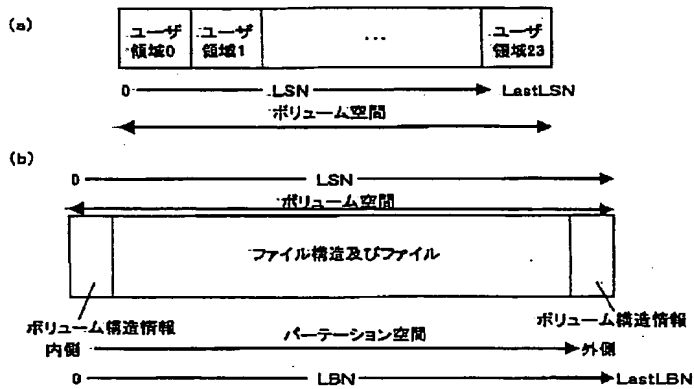 (a)
ユーザ
領域0
ユーザ
領域1
...
ユーザ
領域23
0 LSN LastLSN
ボリューム空間
(b)
0 LSN
ボリューム空間
ファイル構造及びファイル
ボリューム構造情報 ボリューム構造情報
内側 パーテーション空間 外側
0 LBN LastLBN